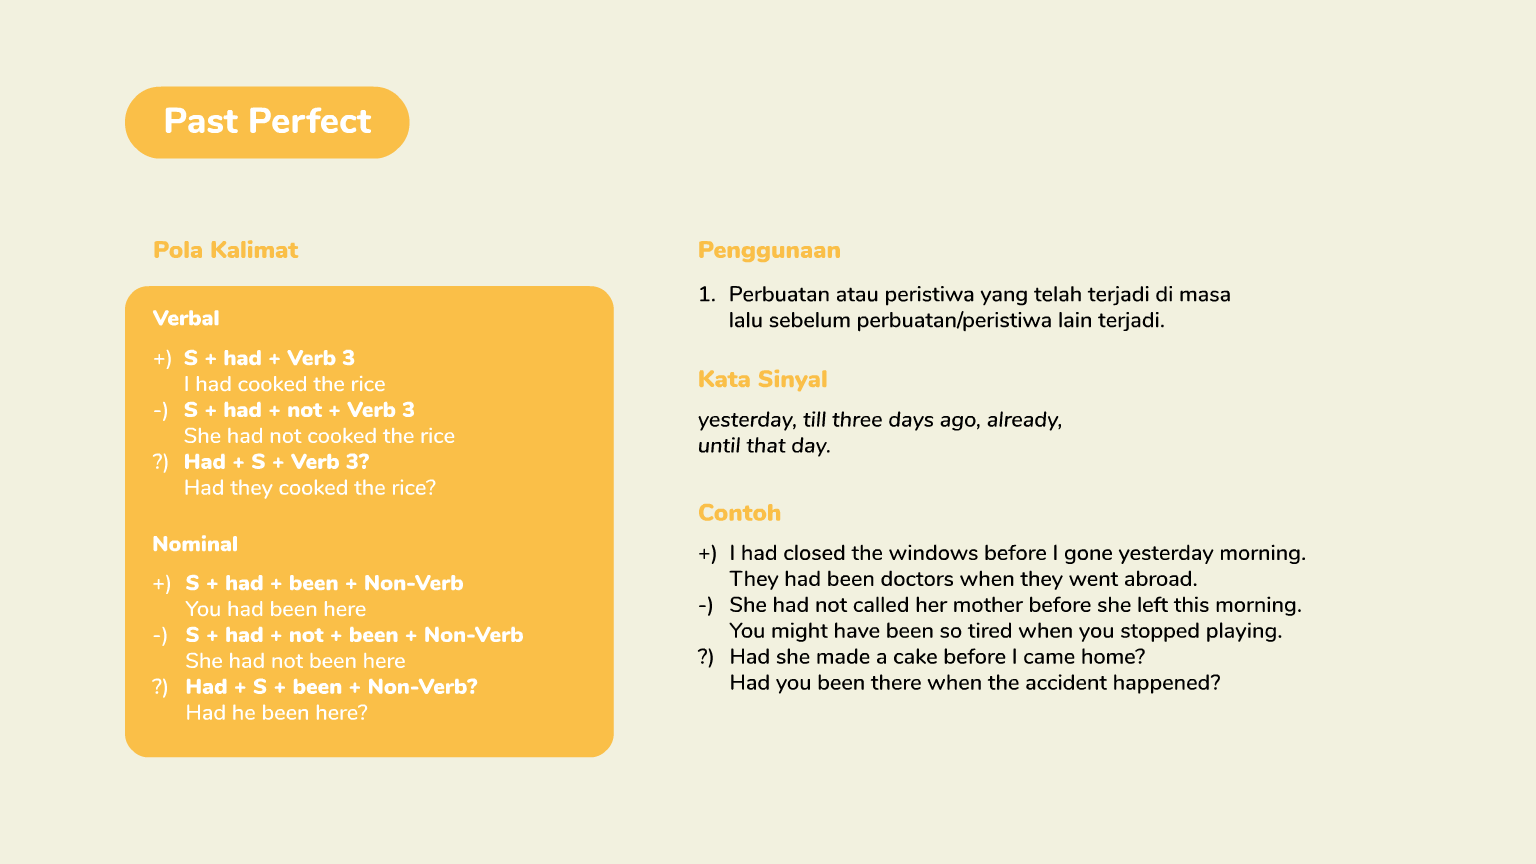 Past Perfect
Pola Kalimat
Verbal
+) S + had + Verb 3
I had cooked the rice
-) S + had + not + Verb 3
She had not cooked the rice
?) Had + S + Verb 3?
Had they cooked the rice?
Nominal
+) S + had + been + Non-Verb
You had been here
-) S + had + not + been + Non-Verb
She had not been here
?) Had + S + been + Non-Verb?
Had he been here?
Penggunaan
1. Perbuatan atau peristiwa yang telah terjadi di masa
lalu sebelum perbuatan/peristiwa lain terjadi.
Kata Sinyal
yesterday, till three days ago, already,
until that day.
Contoh
+) I had closed the windows before I gone yesterday morning.
They had been doctors when they went abroad.
-) She had not called her mother before she left this morning.
You might have been so tired when you stopped playing.
?) Had she made a cake before I came home?
Had you been there when the accident happened?